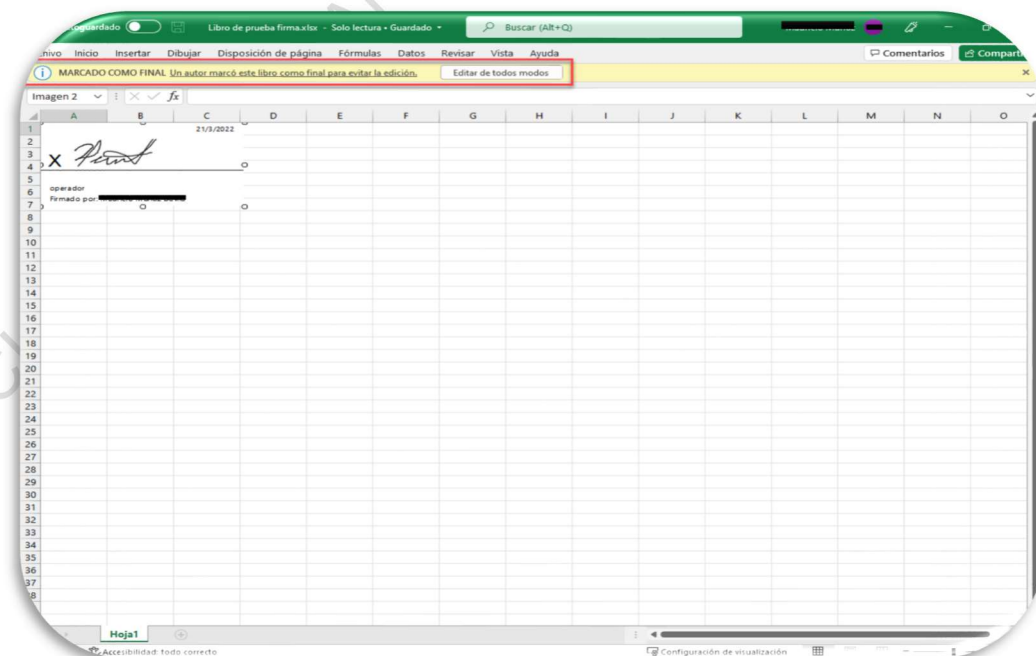 Libro de prueba firma.xlsx - Solo lectura • Guardado
Buscar (Alt+Q)
Inicio Insertar Dibujar Disposición de página Fórmulas Datos Revisar Vista Ayuda
Comentarios
MARCADO COMO FINAL Un autor marcó este libro como final para evitar la edición. Editar de todos modos
Imagen 2 fx
A B C D E F G H I J K L M N O
1 21/3/2022
2
3 X
4
5
6 operador
Firmado por:
7
8
9
10
11
12
13
14
15
16
17
18
19
20
21
22
23
24
25
26
27
28
29
30
31
32
33
34
35
36
37
Hoja1
Accesibilidad: todo correcto Configuración de visualización